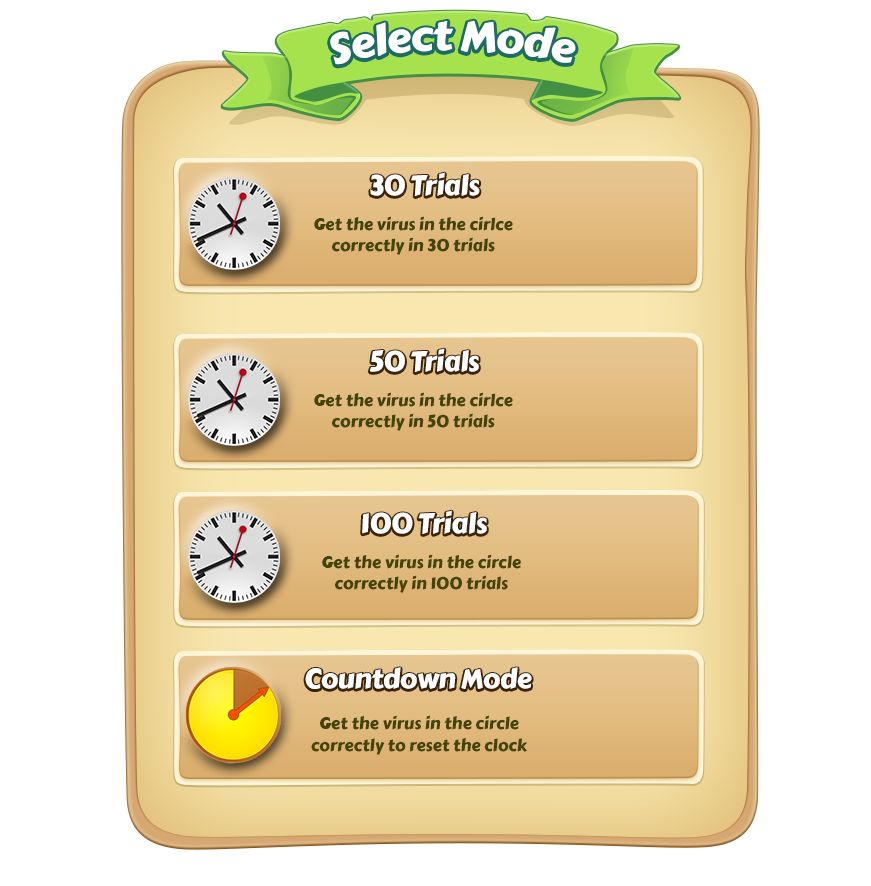 Select Mode
30 Trials
Get the virus in the cirlce
correctly in 30 trials
50 Trials
Get the virus in the cirlce
correctly in 50 trials
100 Trials
Get the virus in the circle
correctly in 100 trials
Countdown Mode
Get the virus in the circle
correctly to reset the clock